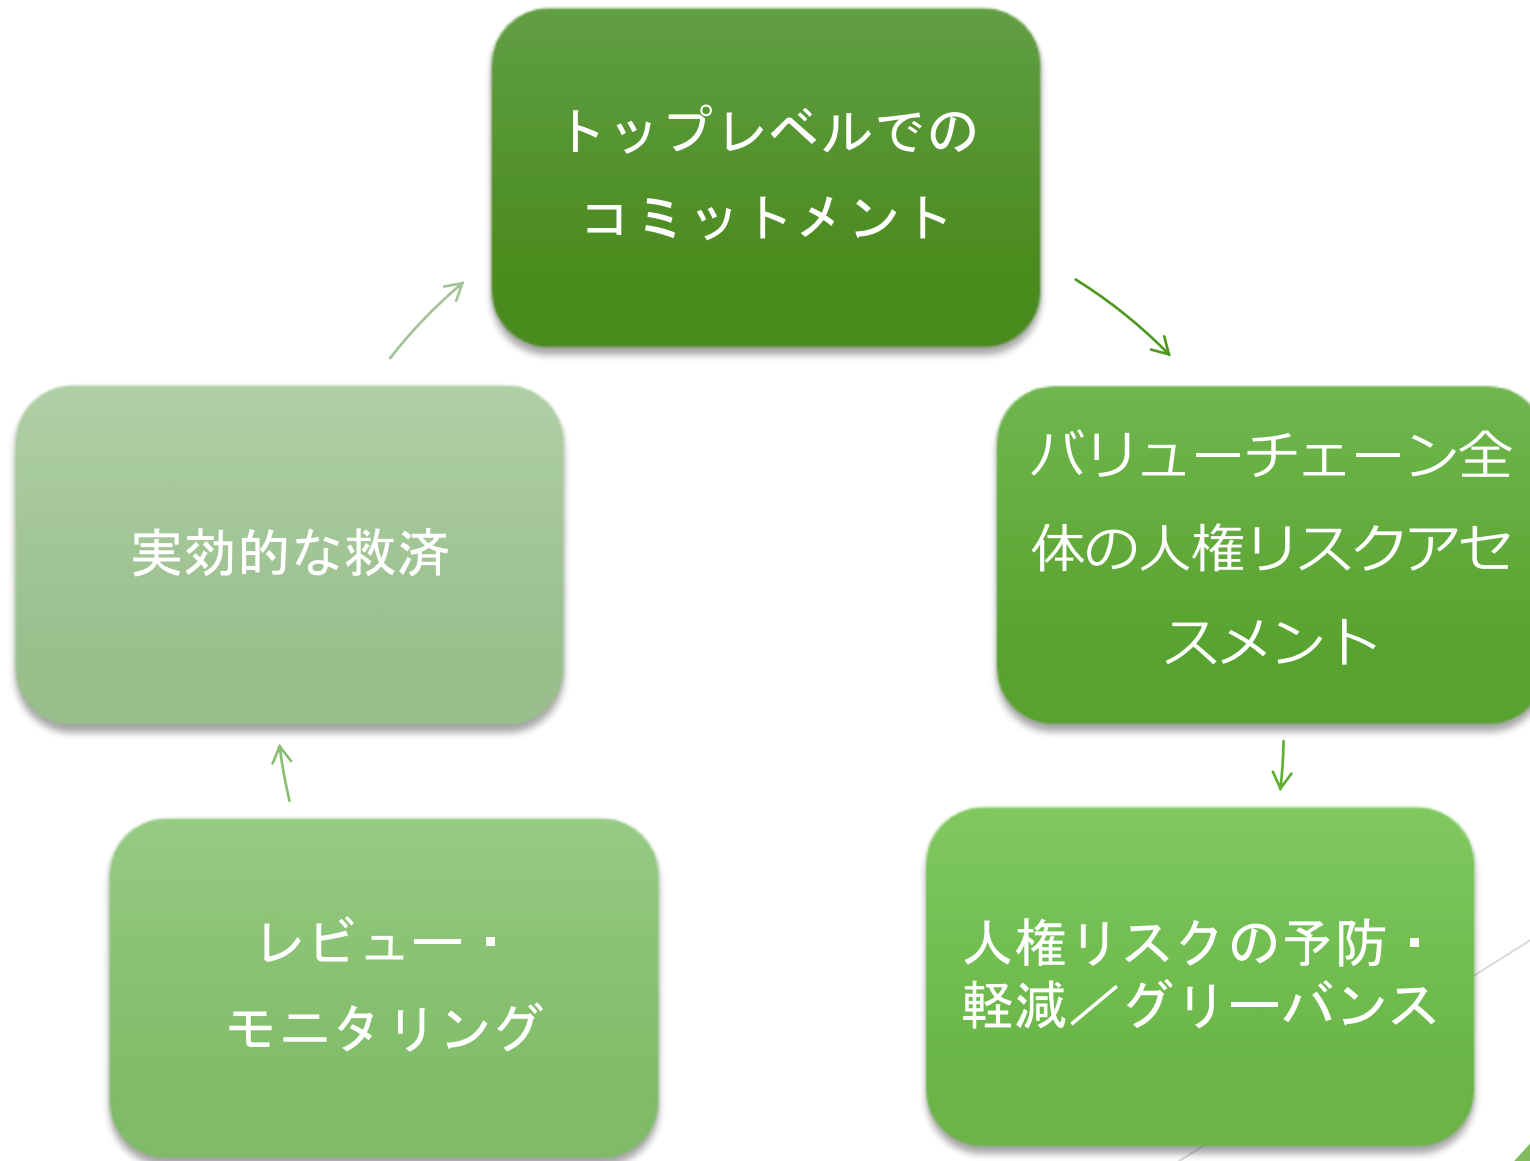 トップレベルでの
コミットメント
バリューチェーン全
体の人権リスクアセ
スメント
人権リスクの予防・
軽減／グリーバンス
レビュー・
モニタリング
実効的な救済